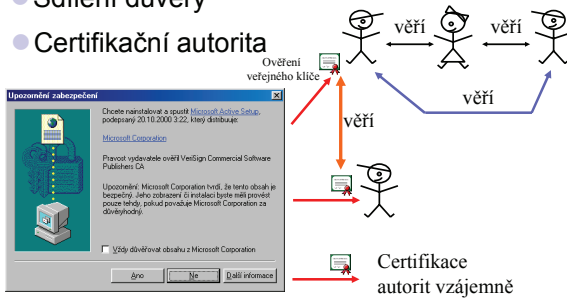 Sdílení důvěry
Certifikační autorita
Ověření
veřejného klíče
věří
věří
věří
věří
Upozornění zabezpečení
Chcete nainstalovat a spustit Microsoft Active Setup,
podepsaný 20.10.2000 3:22, který distribuuje:
Microsoft Corporation
Pravost vydavatele ověřil VeriSign Commercial Software
Publishers CA
Upozornění: Microsoft Corporation tvrdí, že tento obsah je
bezpečný. Jeho zobrazení či instalaci byste měli provést
pouze tehdy, pokud považuje Microsoft Corporation za
důvěryhodný.
Vždy důvěřovat obsahu z Microsoft Corporation
Ano
Ne
Další informace
Certifikace
autorit vzájemně